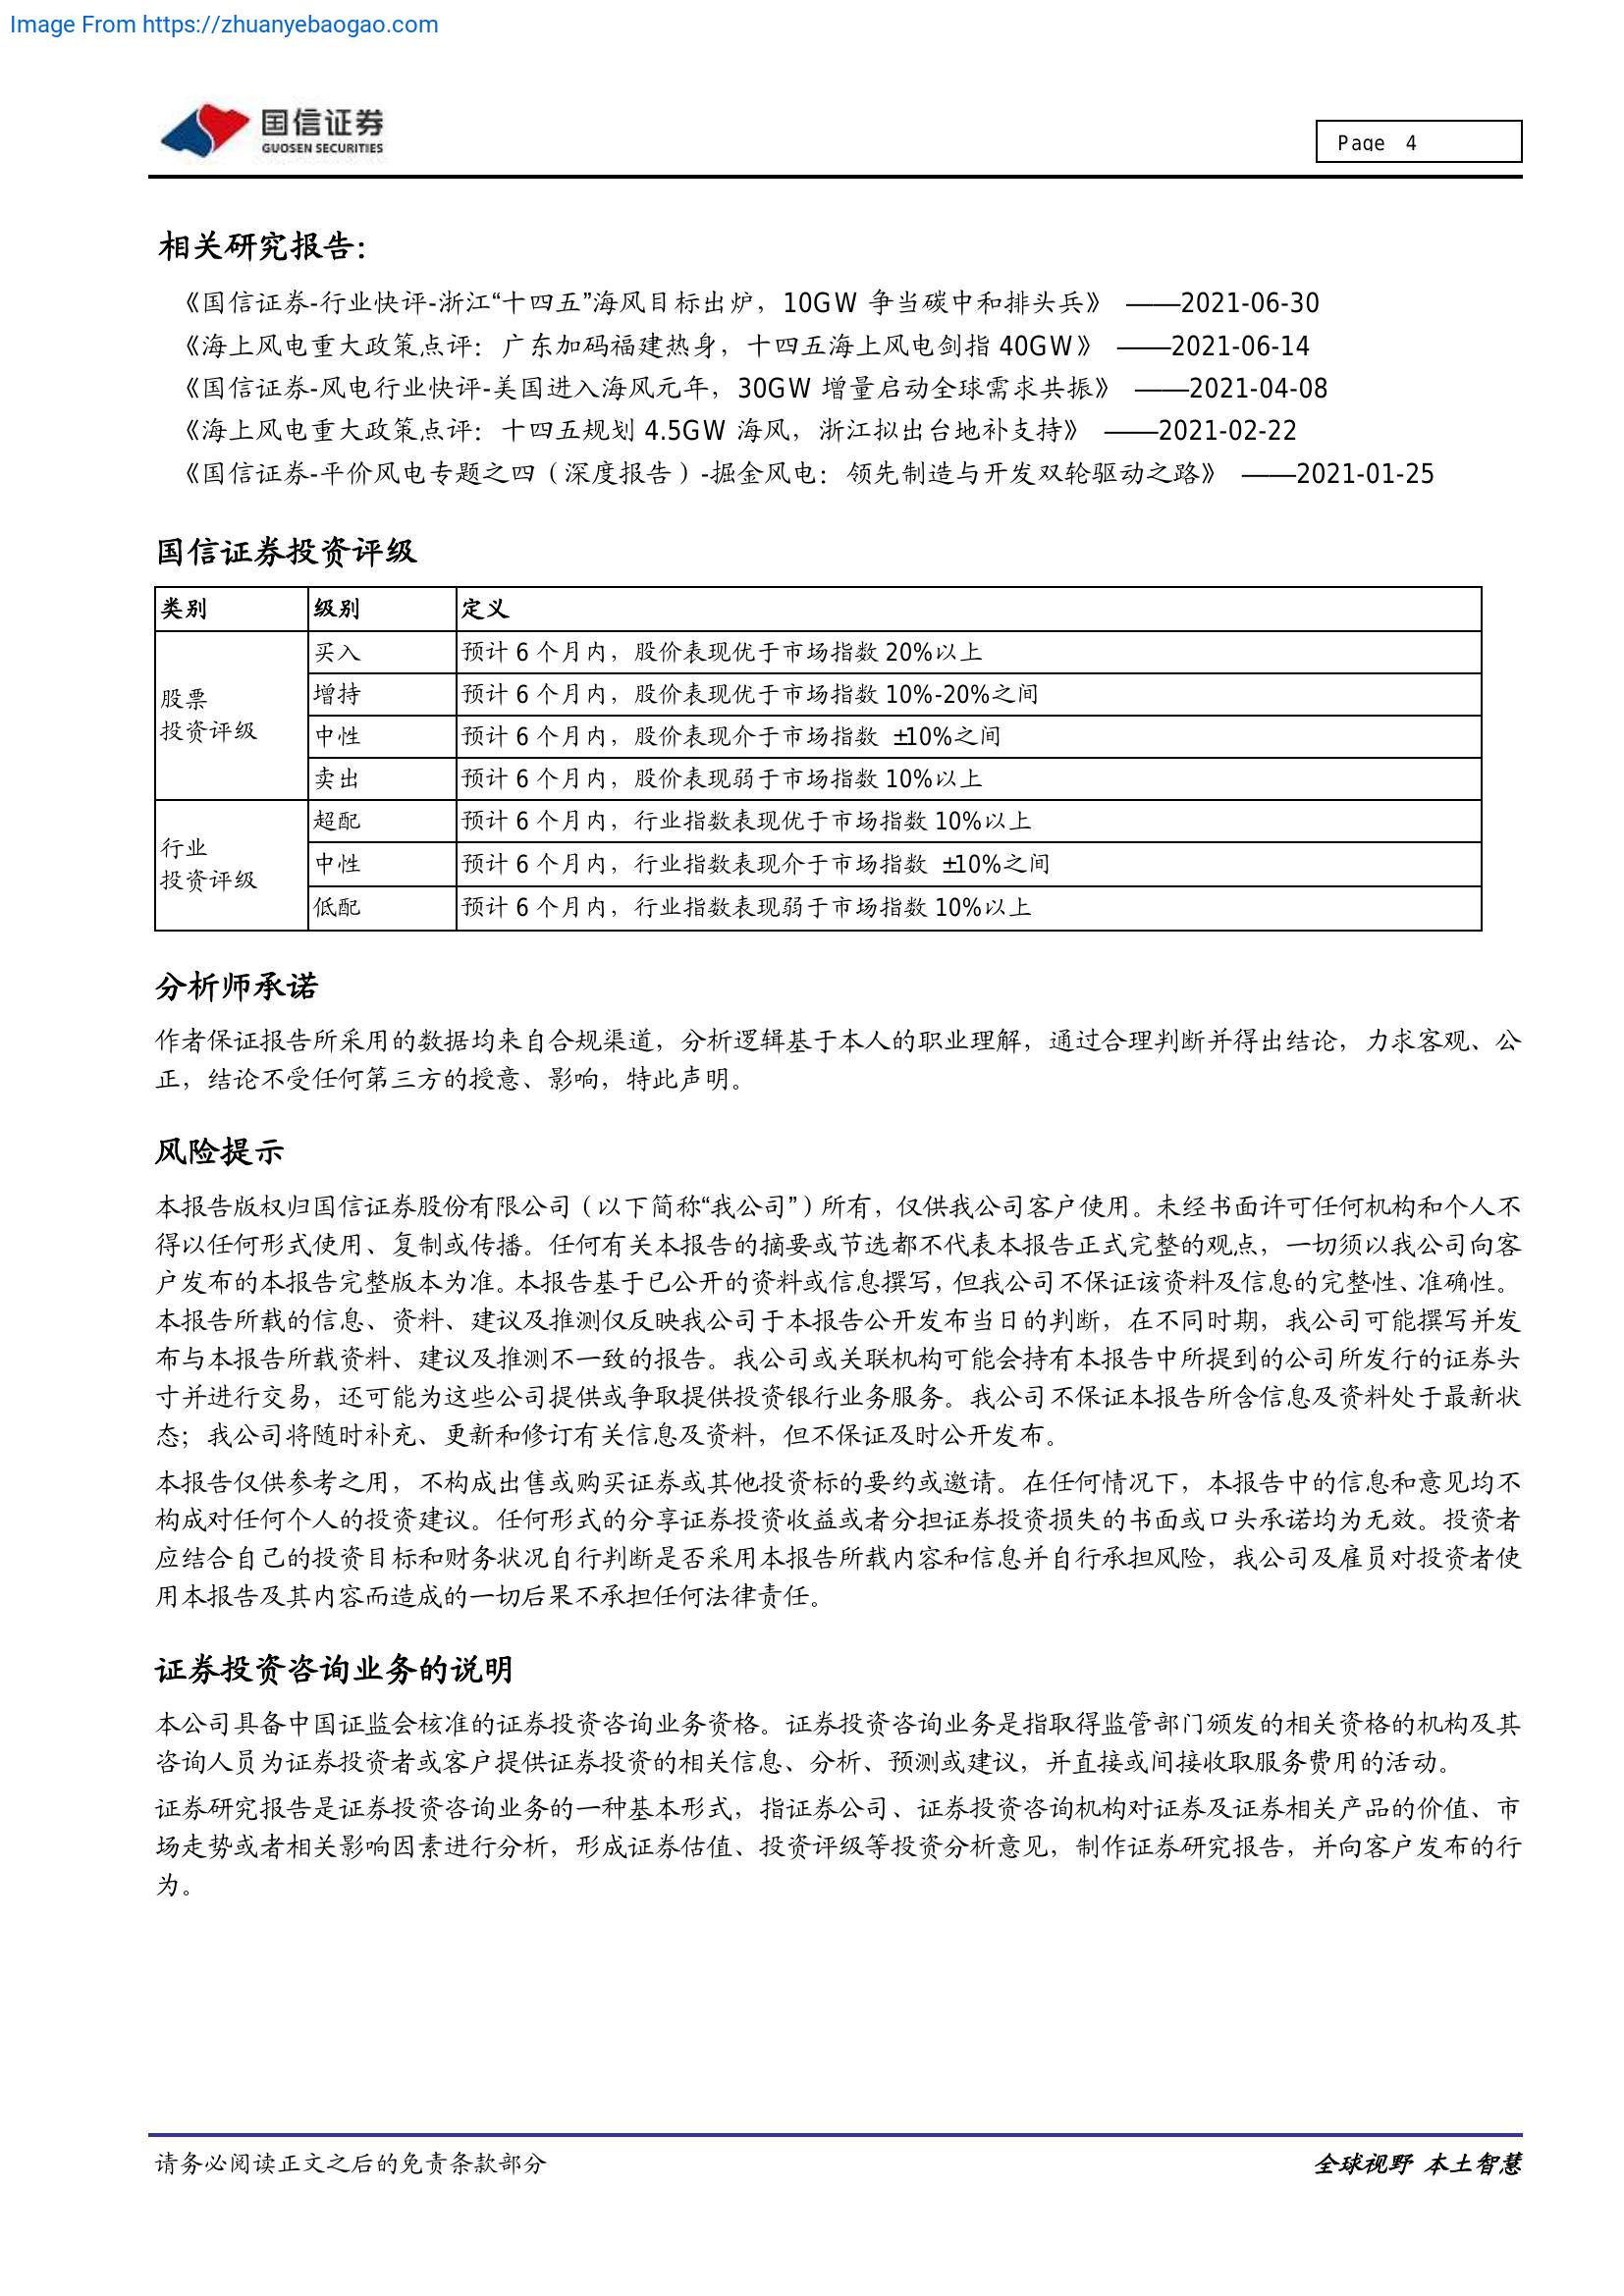 Image From https://zhuanyebaogao.com
国信证券
GUOSEN SECURITIES
Page 4
相关研究报告：
《国信证券-行业快评-浙江“十四五”海风目标出炉，10GW 争当碳中和排头兵》 ——2021-06-30
《海上风电重大政策点评：广东加码福建热身，十四五海上风电剑指 40GW》 ——2021-06-14
《国信证券-风电行业快评-美国进入海风元年，30GW 增量启动全球需求共振》 ——2021-04-08
《海上风电重大政策点评：十四五规划 4.5GW 海风，浙江拟出台地补支持》 ——2021-02-22
《国信证券-平价风电专题之四（深度报告）-掘金风电：领先制造与开发双轮驱动之路》 ——2021-01-25
国信证券投资评级
类别 级别 定义
股票
投资评级
买入 预计 6 个月内，股价表现优于市场指数 20%以上
增持 预计 6 个月内，股价表现优于市场指数 10%-20%之间
中性 预计 6 个月内，股价表现介于市场指数 ±10%之间
卖出 预计 6 个月内，股价表现弱于市场指数 10%以上
行业
投资评级
超配 预计 6 个月内，行业指数表现优于市场指数 10%以上
中性 预计 6 个月内，行业指数表现介于市场指数 ±10%之间
低配 预计 6 个月内，行业指数表现弱于市场指数 10%以上
分析师承诺
作者保证报告所采用的数据均来自合规渠道，分析逻辑基于本人的职业理解，通过合理判断并得出结论，力求客观、公
正，结论不受任何第三方的授意、影响，特此声明。
风险提示
本报告版权归国信证券股份有限公司（以下简称“我公司”）所有，仅供我公司客户使用。未经书面许可任何机构和个人不
得以任何形式使用、复制或传播。任何有关本报告的摘要或节选都不代表本报告正式完整的观点，一切须以我公司向客
户发布的本报告完整版本为准。本报告基于已公开的资料或信息撰写，但我公司不保证该资料及信息的完整性、准确性。
本报告所载的信息、资料、建议及推测仅反映我公司于本报告公开发布当日的判断，在不同时期，我公司可能撰写并发
布与本报告所载资料、建议及推测不一致的报告。我公司或关联机构可能会持有本报告中所提到的公司所发行的证券头
寸并进行交易，还可能为这些公司提供或争取提供投资银行业务服务。我公司不保证本报告所含信息及资料处于最新状
态；我公司将随时补充、更新和修订有关信息及资料，但不保证及时公开发布。
本报告仅供参考之用，不构成出售或购买证券或其他投资标的要约或邀请。在任何情况下，本报告中的信息和意见均不
构成对任何个人的投资建议。任何形式的分享证券投资收益或者分担证券投资损失的书面或口头承诺均为无效。投资者
应结合自己的投资目标和财务状况自行判断是否采用本报告所载内容和信息并自行承担风险，我公司及雇员对投资者使
用本报告及其内容而造成的一切后果不承担任何法律责任。
证券投资咨询业务的说明
本公司具备中国证监会核准的证券投资咨询业务资格。证券投资咨询业务是指取得监管部门颁发的相关资格的机构及其
咨询人员为证券投资者或客户提供证券投资的相关信息、分析、预测或建议，并直接或间接收取服务费用的活动。
证券研究报告是证券投资咨询业务的一种基本形式，指证券公司、证券投资咨询机构对证券及证券相关产品的价值、市
场走势或者相关影响因素进行分析，形成证券估值、投资评级等投资分析意见，制作证券研究报告，并向客户发布的行
为。
请务必阅读正文之后的免责条款部分
全球视野 本土智慧